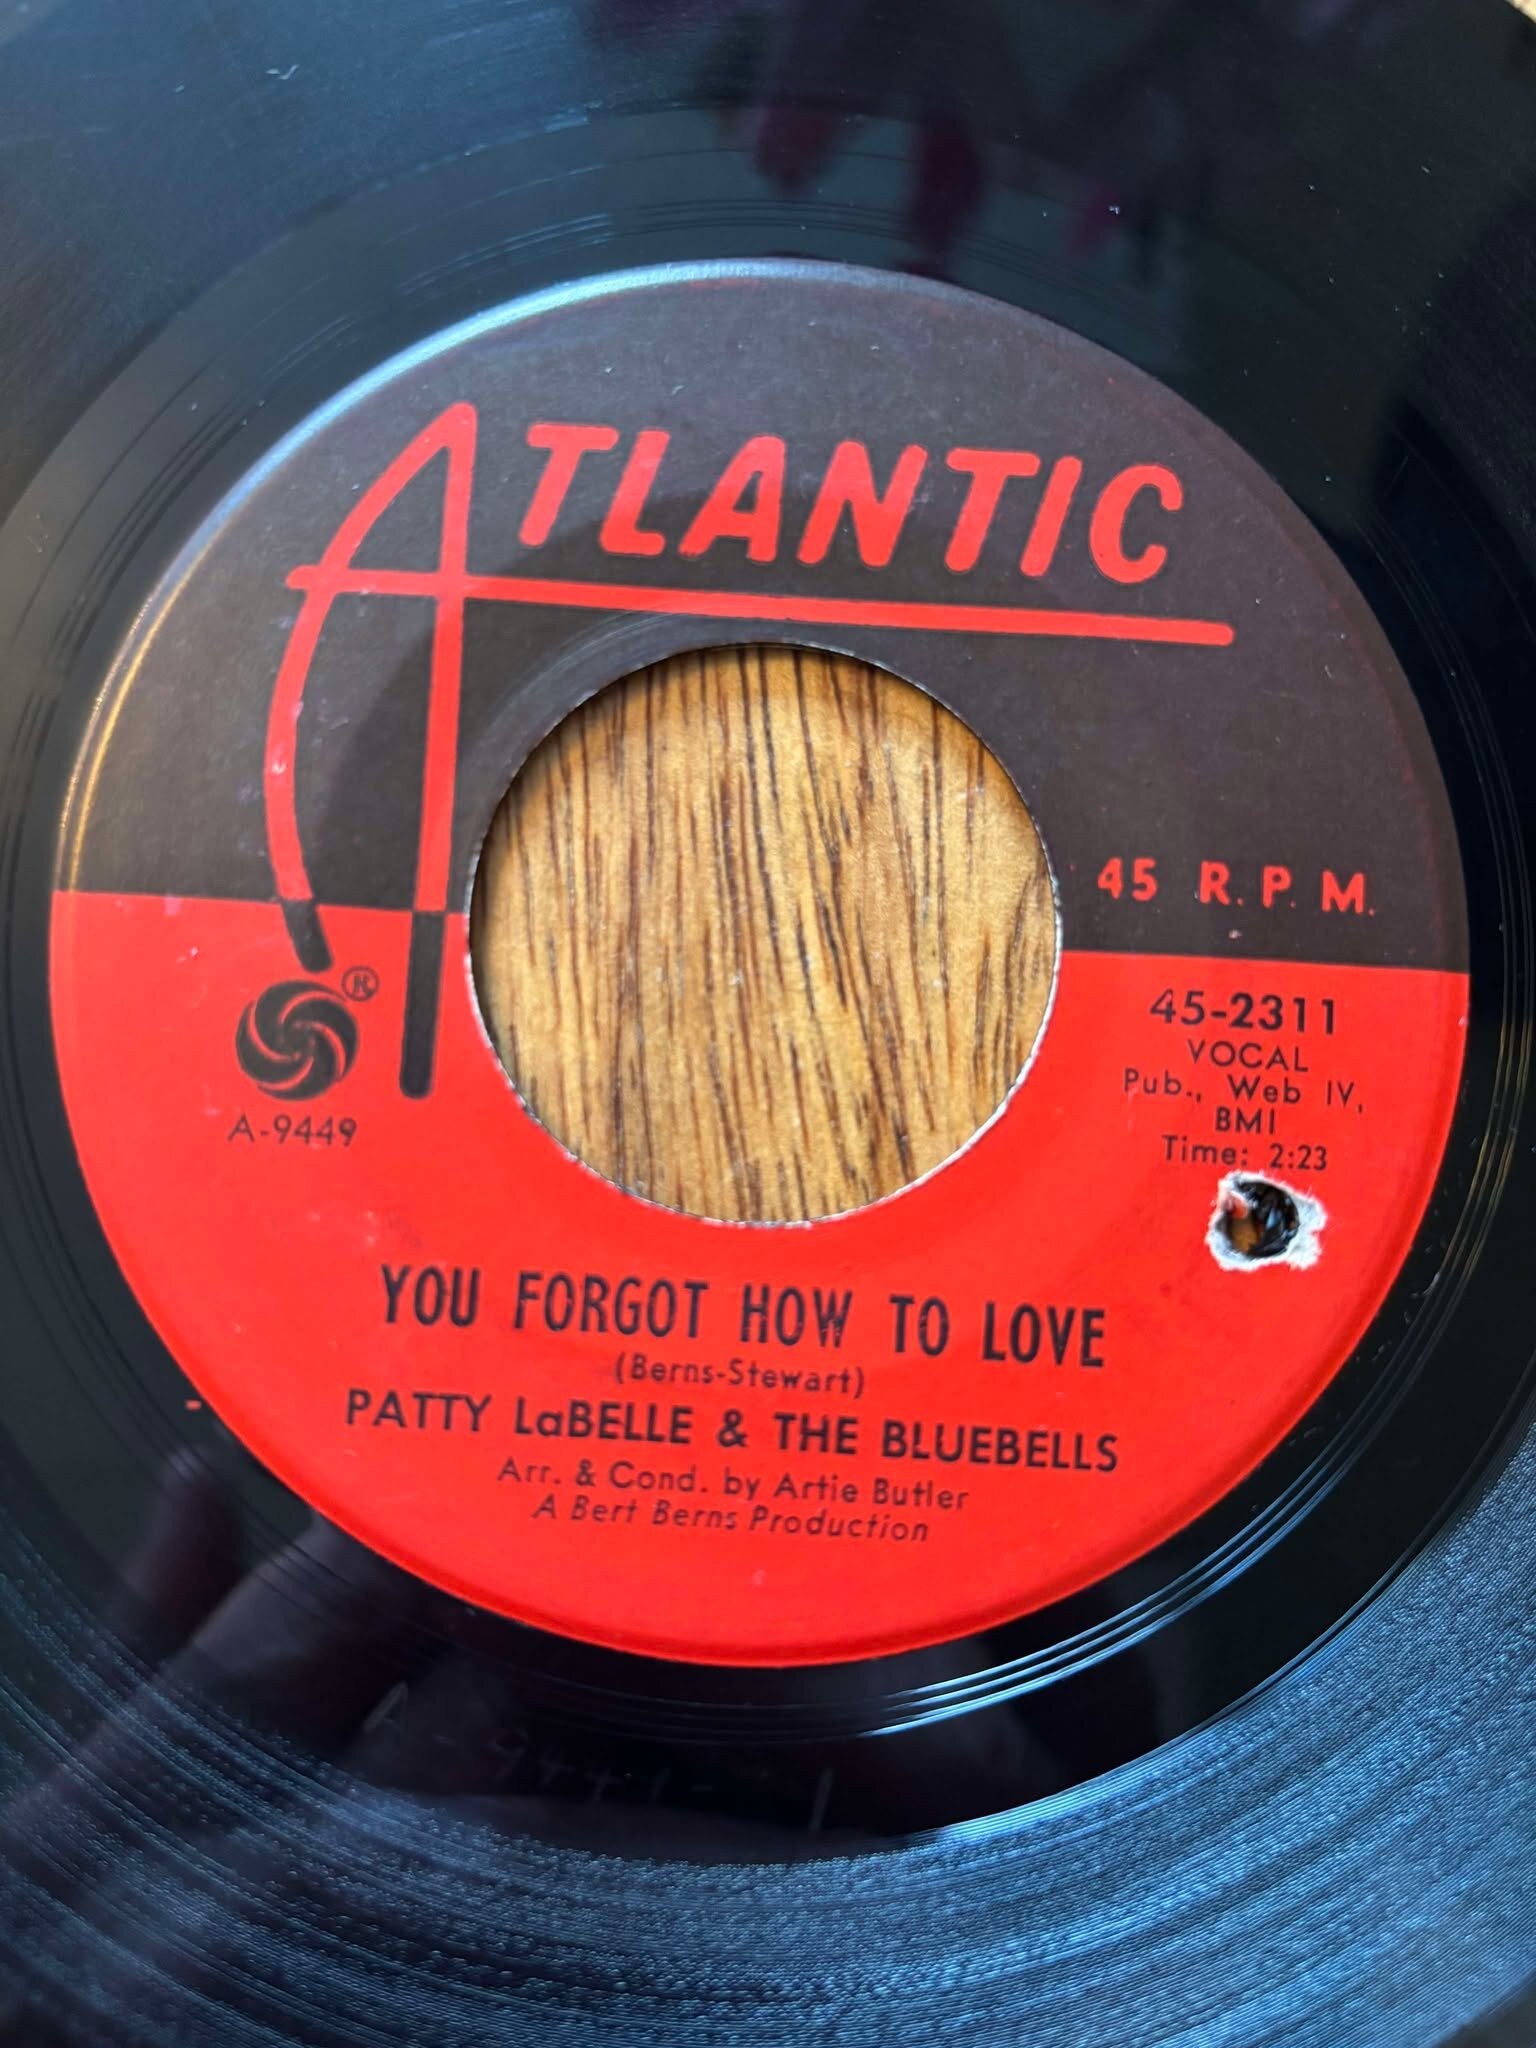 ATLANTIC
45 R.P.M.
®
A-9449
45-2311
VOCAL
Pub., Web IV,
BMI
Time: 2:23
YOU FORGOT HOW TO LOVE
(Berns-Stewart)
PATTY LaBELLE & THE BLUEBELLS
Arr. & Cond. by Artie Butler
A Bert Berns Production